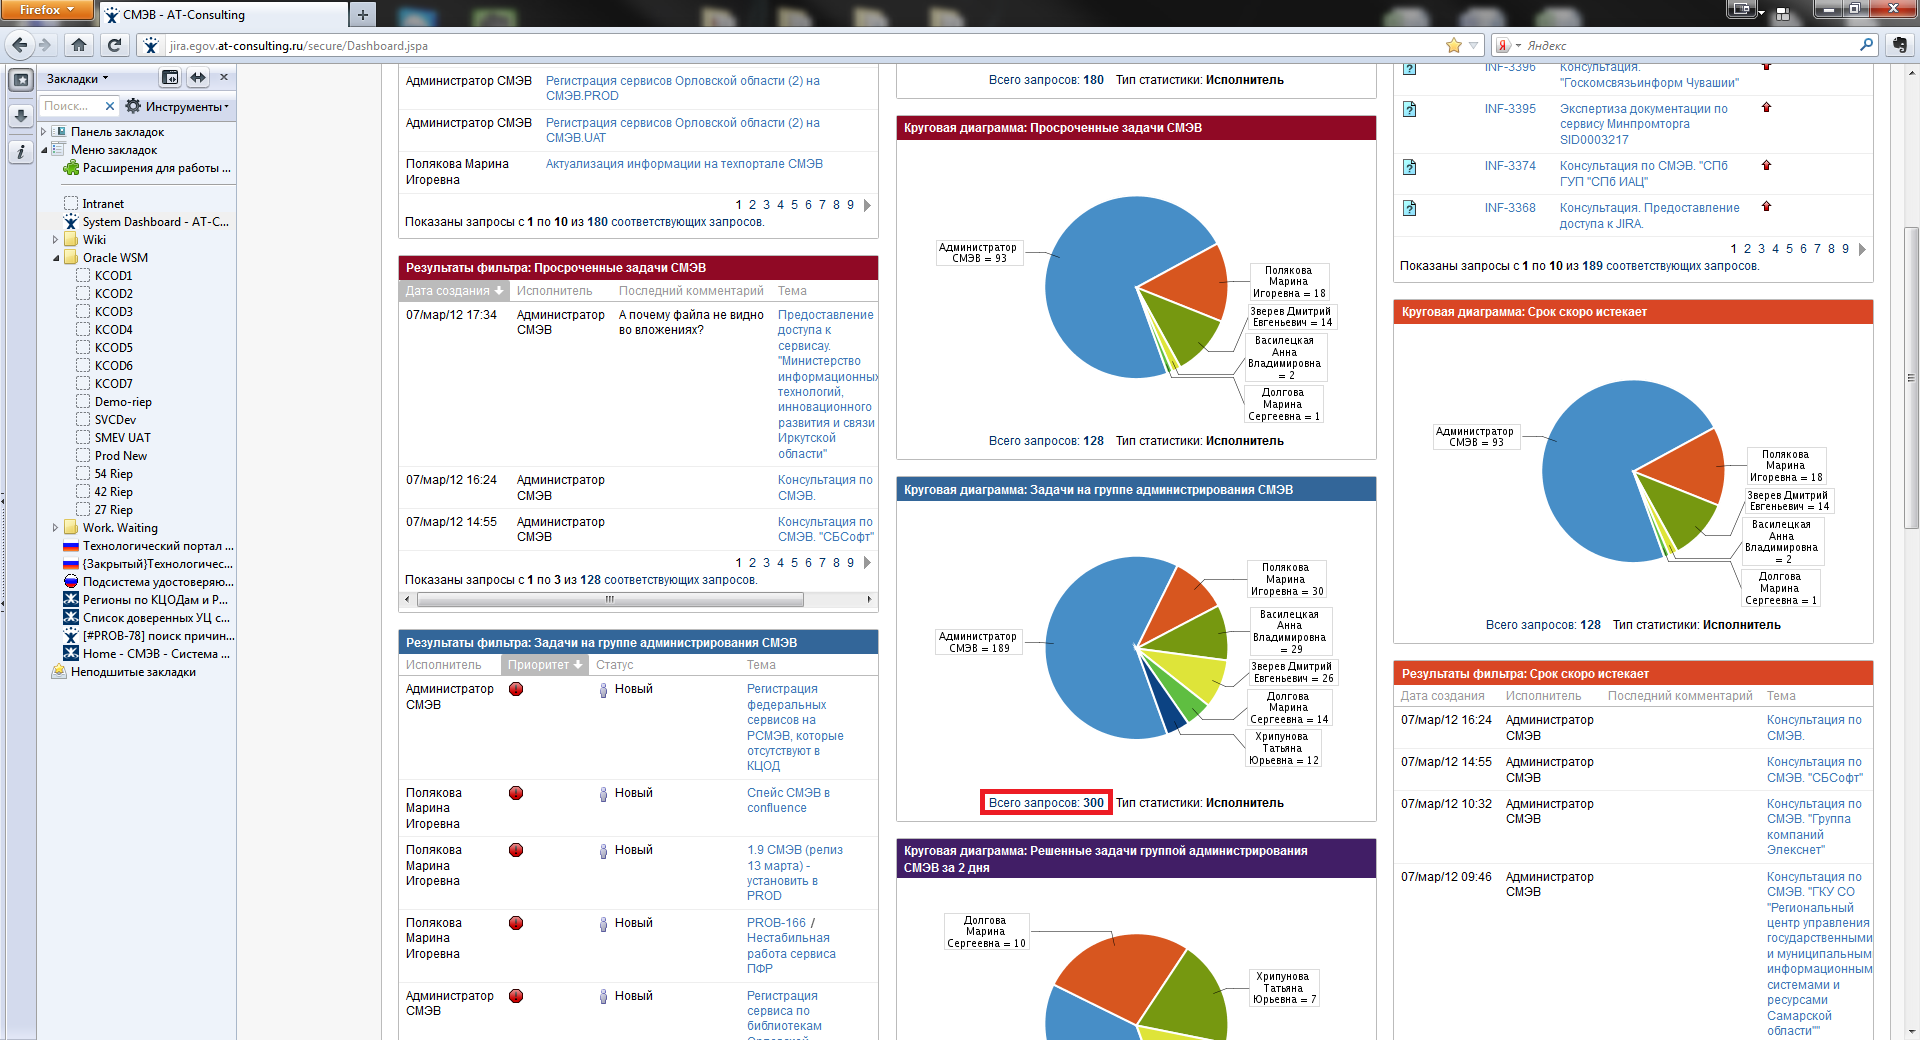 Firefox
СМЭВ - AT-Consulting
jira.egov.at-consulting.ru/secure/Dashboard.jspa
Яндекс
Закладки
Поиск...
Инструменты
Панель закладок
Меню закладок
Расширения для работы ...
Intranet
System Dashboard - AT-C...
Wiki
Oracle WSM
KCOD1
KCOD2
KCOD3
KCOD4
KCOD5
KCOD6
KCOD7
Demo-riep
SVCDev
SMEV UAT
Prod New
54 Riep
42 Riep
27 Riep
Work. Waiting
Технологический портал ...
{Закрытый}Технологичес...
Подсистема удостоверяю...
Регионы по КЦОДам и Р...
Список доверенных УЦ с...
[#PROB-78] поиск причин...
Home - СМЭВ - Система ...
Неподшитые закладки
Администратор СМЭВ
Регистрация сервисов Орловской области (2) на
СМЭВ.PROD
Администратор СМЭВ
Регистрация сервисов Орловской области (2) на
СМЭВ.UAT
Полякова Марина
Игоревна
Актуализация информации на техпортале СМЭВ
1 2 3 4 5 6 7 8 9
Показаны запросы с 1 по 10 из 180 соответствующих запросов.
Результаты фильтра: Просроченные задачи СМЭВ
Дата создания Исполнитель Последний комментарий Тема
07/мар/12 17:34
Администратор
СМЭВ
А почему файла не видно
во вложениях?
Предоставление
доступа к
сервисау.
"Министерство
информационных
технологий,
инновационного
развития и связи
Иркутской
области"
07/мар/12 16:24
Администратор
СМЭВ
Консультация по
СМЭВ.
07/мар/12 14:55
Администратор
СМЭВ
Консультация по
СМЭВ. "СБСофт"
1 2 3 4 5 6 7 8 9
Показаны запросы с 1 по 3 из 128 соответствующих запросов.
Результаты фильтра: Задачи на группе администрирования СМЭВ
Исполнитель Приоритет Статус Тема
Администратор
СМЭВ
Новый
Регистрация
федеральных
сервисов на
РСМЭВ, которые
отсутствуют в
КЦОД
Полякова
Марина
Игоревна
Новый
Спейс СМЭВ в
confluence
Полякова
Марина
Игоревна
Новый
1.9 СМЭВ (релиз
13 марта) -
установить в
PROD
Полякова
Марина
Игоревна
Новый
PROB-166 /
Нестабильная
работа сервиса
ПФР
Администратор
СМЭВ
Новый
Регистрация
сервиса по
библиотекам
Всего запросов: 180 Тип статистики: Исполнитель
Круговая диаграмма: Просроченные задачи СМЭВ
Администратор
СМЭВ = 93
Полякова
Марина
Игоревна = 18
Зверев Дмитрий
Евгеньевич = 14
Василецкая
Анна
Владимировна
= 2
Долгова
Марина
Сергеевна = 1
Всего запросов: 128 Тип статистики: Исполнитель
Круговая диаграмма: Задачи на группе администрирования СМЭВ
Администратор
СМЭВ = 189
Полякова
Марина
Игоревна = 30
Василецкая
Анна
Владимировна
= 29
Зверев Дмитрий
Евгеньевич = 26
Долгова
Марина
Сергеевна = 14
Хрипунова
Татьяна
Юрьевна = 12
Всего запросов: 300 Тип статистики: Исполнитель
Круговая диаграмма: Решенные задачи группой администрирования
СМЭВ за 2 дня
Долгова
Марина
Сергеевна = 10
Хрипунова
Татьяна
Юрьевна = 7
INF-3396
Консультация.
"Госкомсвязьинформ Чувашии"
INF-3395
Экспертиза документации по
сервису Минпромторга
SID0003217
INF-3374
Консультация по СМЭВ. "СПб
ГУП "СПб ИАЦ"
INF-3368
Консультация. Предоставление
доступа к JIRA.
1 2 3 4 5 6 7 8 9
Показаны запросы с 1 по 10 из 189 соответствующих запросов.
Круговая диаграмма: Срок скоро истекает
Администратор
СМЭВ = 93
Полякова
Марина
Игоревна = 18
Зверев Дмитрий
Евгеньевич = 14
Василецкая
Анна
Владимировна
= 2
Долгова
Марина
Сергеевна = 1
Всего запросов: 128 Тип статистики: Исполнитель
Результаты фильтра: Срок скоро истекает
Дата создания Исполнитель Последний комментарий Тема
07/мар/12 16:24
Администратор
СМЭВ
Консультация по
СМЭВ.
07/мар/12 14:55
Администратор
СМЭВ
Консультация по
СМЭВ. "СБСофт"
07/мар/12 10:32
Администратор
СМЭВ
Консультация по
СМЭВ. "Группа
компаний
Элекснет"
07/мар/12 09:46
Администратор
СМЭВ
Консультация по
СМЭВ. "ГКУ СО
"Региональный
центр управления
государственными
и муниципальным
информационным
системами и
ресурсами
Самарской
области""